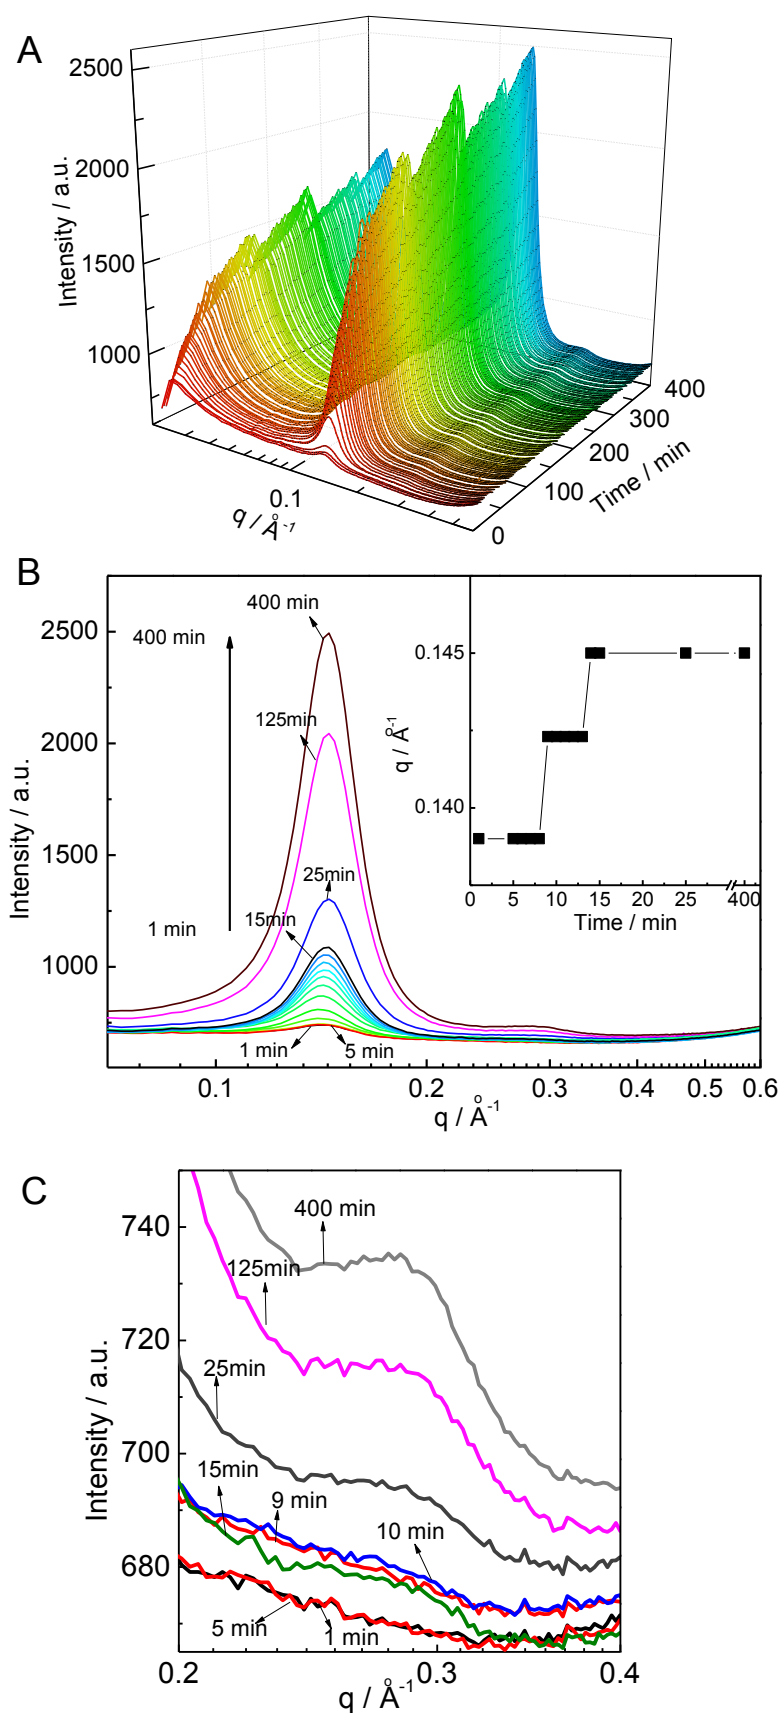 A
2500
2000
1500
1000
Intensity / a.u.
0.1
q / Å⁻¹
0
100
200
300
400
Time / min
B
2500
2000
1500
1000
Intensity / a.u.
400 min
400 min
125min
25min
15min
1 min
1 min
5 min
0.1
0.2
0.3
0.4
0.5
0.6
q / Å⁻¹
0.145
0.140
q / Å⁻¹
0
5
10
15
20
25
400
Time / min
C
740
720
700
680
Intensity / a.u.
400 min
125min
25min
15min
9 min
10 min
5 min
1 min
0.2
0.3
0.4
q / Å⁻¹